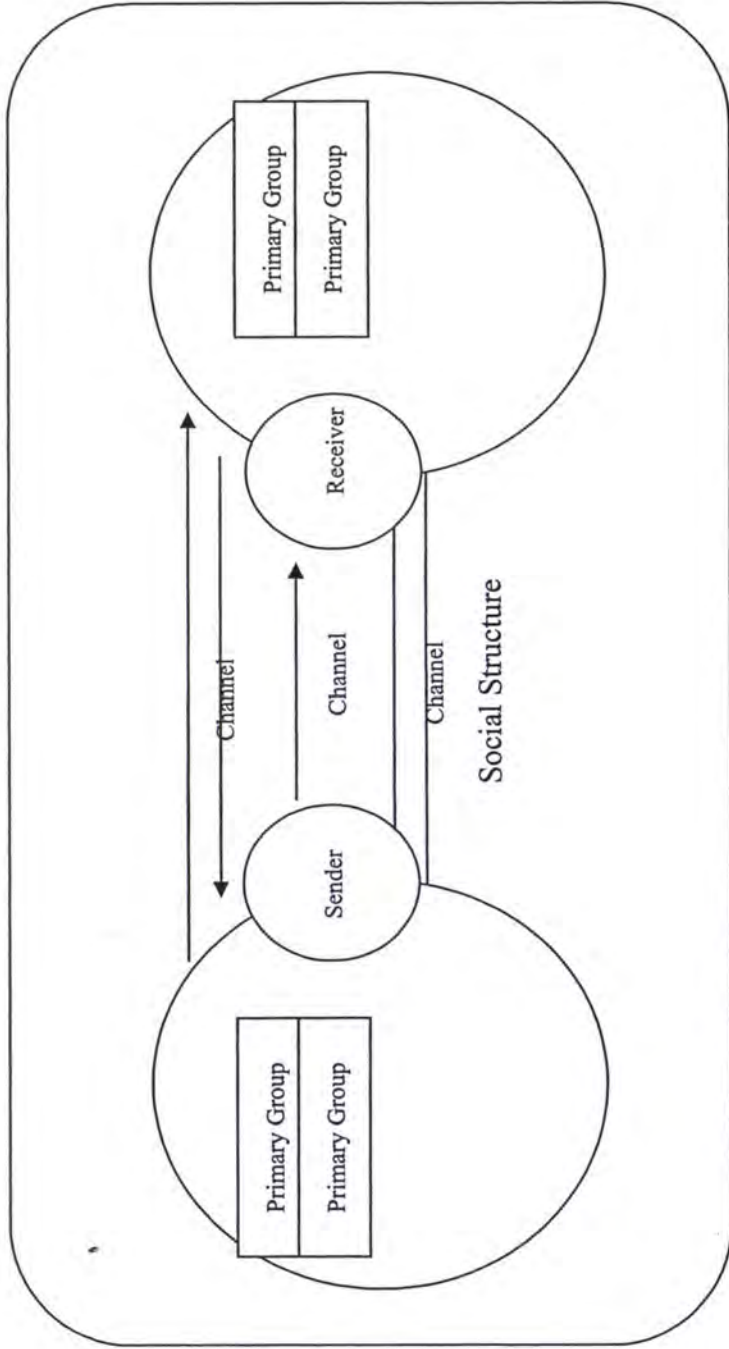 Primary Group
Primary Group
Sender
Channel
Channel
Channel
Receiver
Primary Group
Primary Group
Social Structure